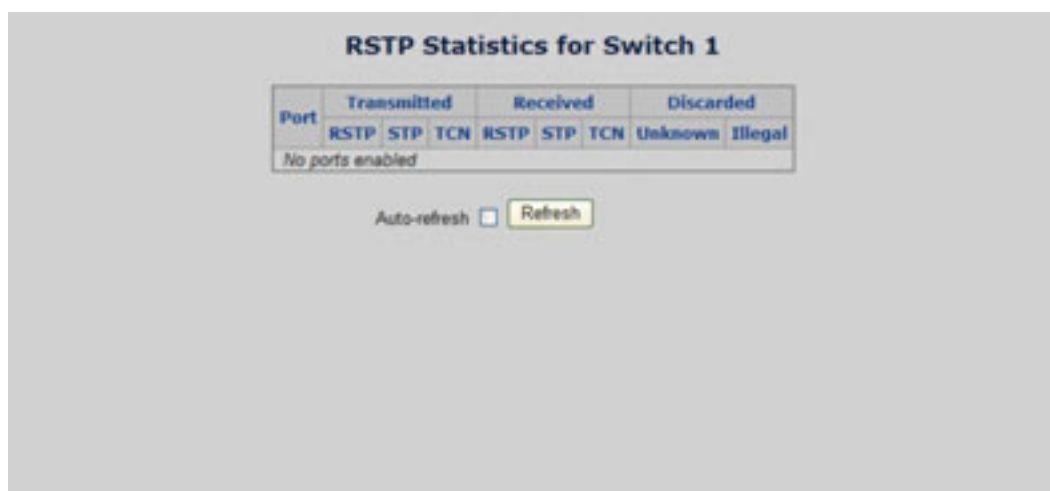 RSTP Statistics for Switch 1
Port Transmitted Received Discarded
RSTP STP TCN RSTP STP TCN Unknown Illegal
No ports enabled
Auto-refresh Refresh